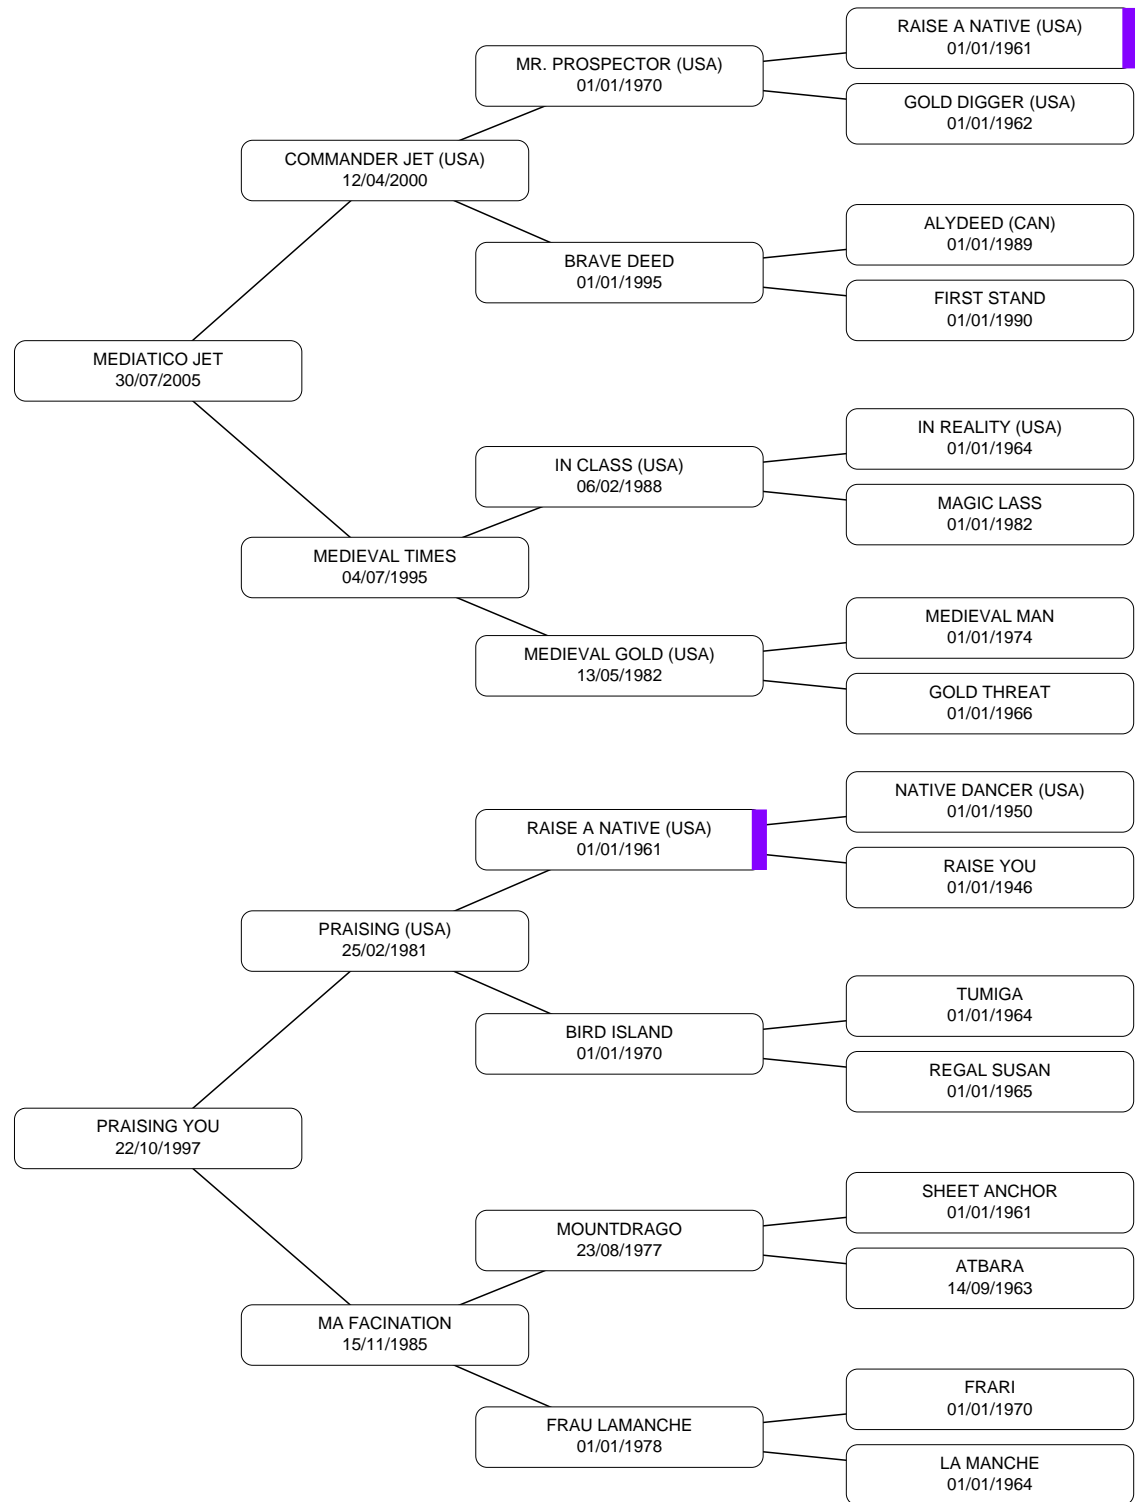 RAISE A NATIVE (USA)
01/01/1961
MR. PROSPECTOR (USA)
01/01/1970
GOLD DIGGER (USA)
01/01/1962
COMMANDER JET (USA)
12/04/2000
ALYDEED (CAN)
01/01/1989
BRAVE DEED
01/01/1995
FIRST STAND
01/01/1990
MEDIATICO JET
30/07/2005
IN REALITY (USA)
01/01/1964
IN CLASS (USA)
06/02/1988
MAGIC LASS
01/01/1982
MEDIEVAL TIMES
04/07/1995
MEDIEVAL MAN
01/01/1974
MEDIEVAL GOLD (USA)
13/05/1982
GOLD THREAT
01/01/1966
NATIVE DANCER (USA)
01/01/1950
RAISE A NATIVE (USA)
01/01/1961
RAISE YOU
01/01/1946
PRAISING (USA)
25/02/1981
TUMIGA
01/01/1964
BIRD ISLAND
01/01/1970
REGAL SUSAN
01/01/1965
PRAISING YOU
22/10/1997
SHEET ANCHOR
01/01/1961
MOUNTDRAGO
23/08/1977
ATBARA
14/09/1963
MA FACINATION
15/11/1985
FRARI
01/01/1970
FRAU LAMANCHE
01/01/1978
LA MANCHE
01/01/1964